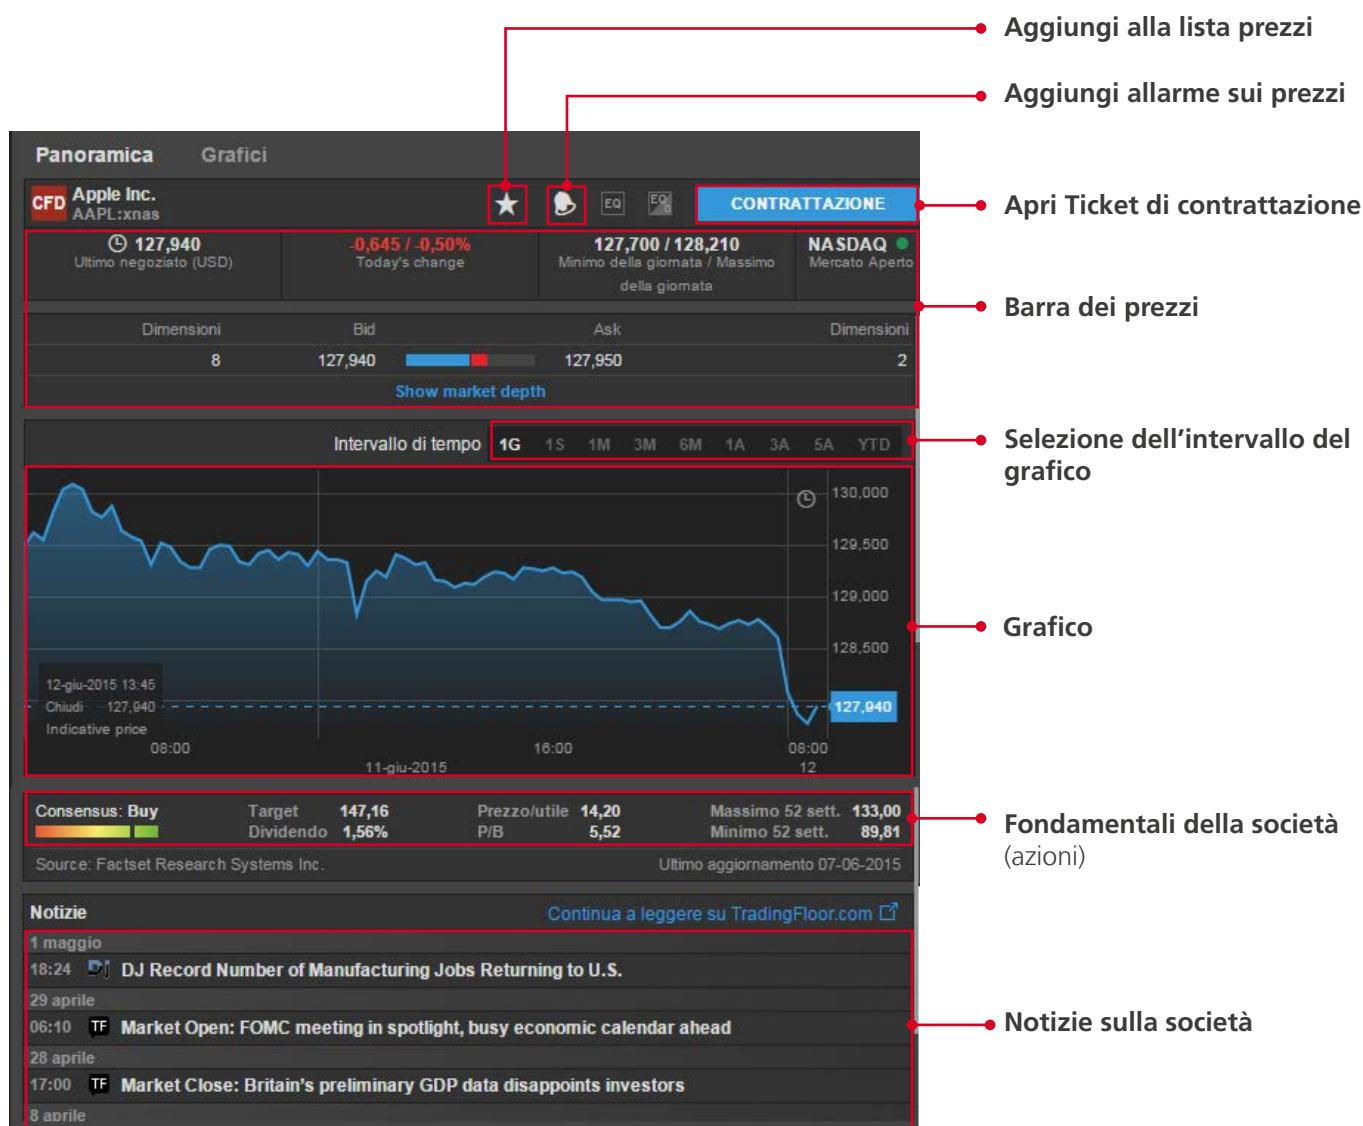 Aggiungi alla lista prezzi
Aggiungi allarme sui prezzi
Panoramica Grafici
CFD Apple Inc.
AAPL:xnas
EQ EQ O CONTRATTAZIONE
Apri Ticket di contrattazione
127,940 -0,645 / -0,50% 127,700 / 128,210 NASDAQ
Ultimo negoziato (USD) Today's change Minimo della giornata / Massimo Mercato Aperto
della giornata
Barra dei prezzi
Dimensioni Bid Ask Dimensioni
8 127,940 127,950 2
Show market depth
Intervallo di tempo 1G 1S 1M 3M 6M 1A 3A 5A YTD
Selezione dell’intervallo del
grafico
130,000
129,500
129,000
Grafico
128,500
12-giu-2015 13:45
Chiudi 127,940
127,940
Indicative price
08:00 16:00 08:00
11-giu-2015 12
Consensus: Buy Target 147,16 Prezzo/utile 14,20 Massimo 52 sett. 133,00
Dividendo 1,56% P/B 5,52 Minimo 52 sett. 89,81
Fondamentali della società
(azioni)
Source: Factset Research Systems Inc. Ultimo aggiornamento 07-06-2015
Notizie Continua a leggere su TradingFloor.com
1 maggio
18:24 DJ DJ Record Number of Manufacturing Jobs Returning to U.S.
29 aprile
06:10 TF Market Open: FOMC meeting in spotlight, busy economic calendar ahead
Notizie sulla società
28 aprile
17:00 TF Market Close: Britain's preliminary GDP data disappoints investors
8 aprile